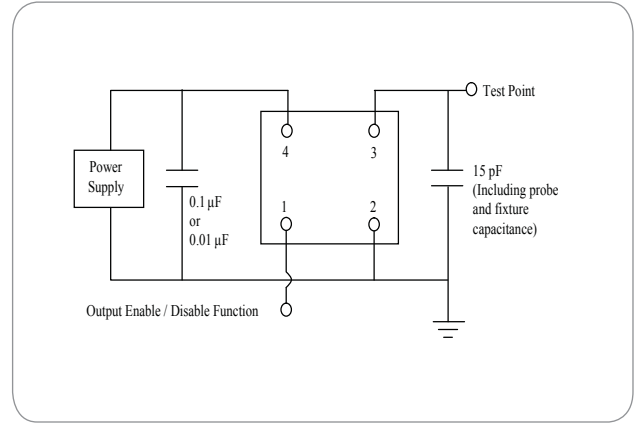 Test Point
4
3
Power
Supply
0.1 µF
or
0.01 µF
15 pF
(Including probe
and fixture
capacitance)
1
2
Output Enable / Disable Function